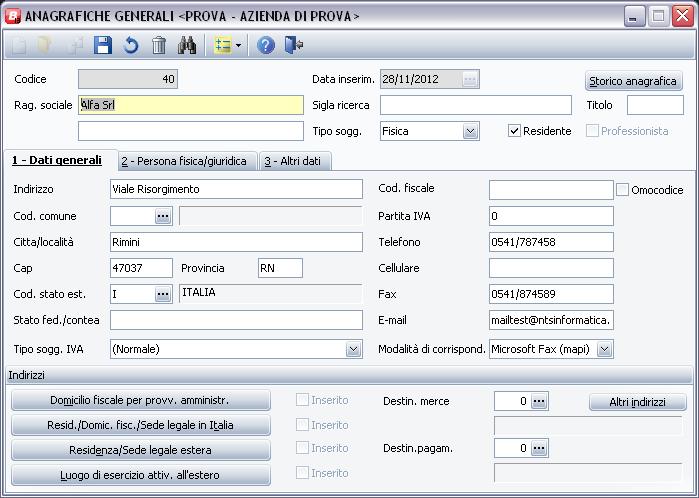 ANAGRAFICHE GENERALI <PROVA - AZIENDA DI PROVA>
Codice 40 Data inserim. 28/11/2012 Storico anagrafica
Rag. sociale Alfa Srl Sigla ricerca Titolo
Tipo sogg. Fisica Residente Professionista
1 - Dati generali 2 - Persona fisica/giuridica 3 - Altri dati
Indirizzo Viale Risorgimento Cod. fiscale Omocodice
Cod. comune Partita IVA 0
Citta/località Rimini Telefono 0541/787458
Cap 47037 Provincia RN Cellulare
Cod. stato est. I ITALIA Fax 0541/874589
Stato fed./contea E-mail mailtest@ntsinformatica.
Tipo sogg. IVA (Normale) Modalità di corrispond. Microsoft Fax (mapi)
Indirizzi
Domicilio fiscale per provv. amministr. Inserito Destin. merce 0 Altri indirizzi
Resid./Domic. fisc./Sede legale in Italia Inserito
Residenza/Sede legale estera Inserito Destin.pagam. 0
Luogo di esercizio attiv. all'estero Inserito